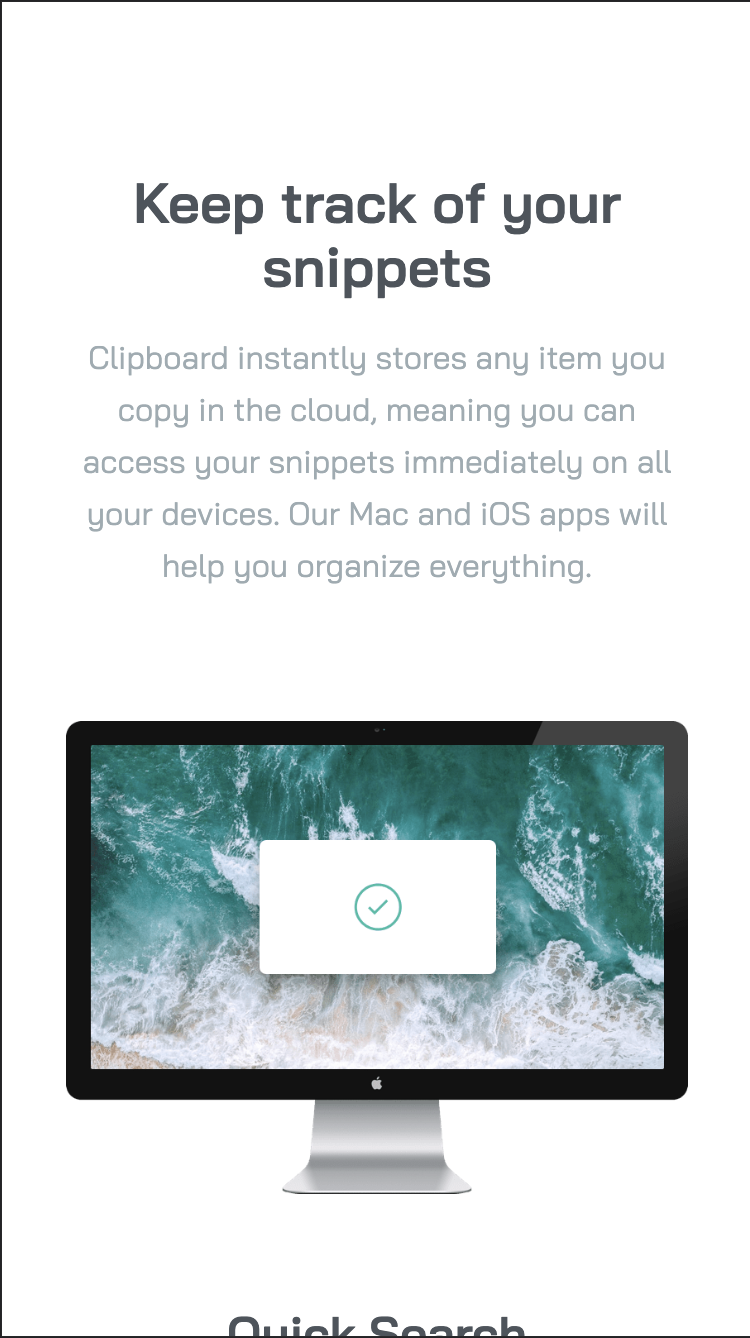 Keep track of your
snippets
Clipboard instantly stores any item you
copy in the cloud, meaning you can
access your snippets immediately on all
your devices. Our Mac and iOS apps will
help you organize everything.
Quick Search